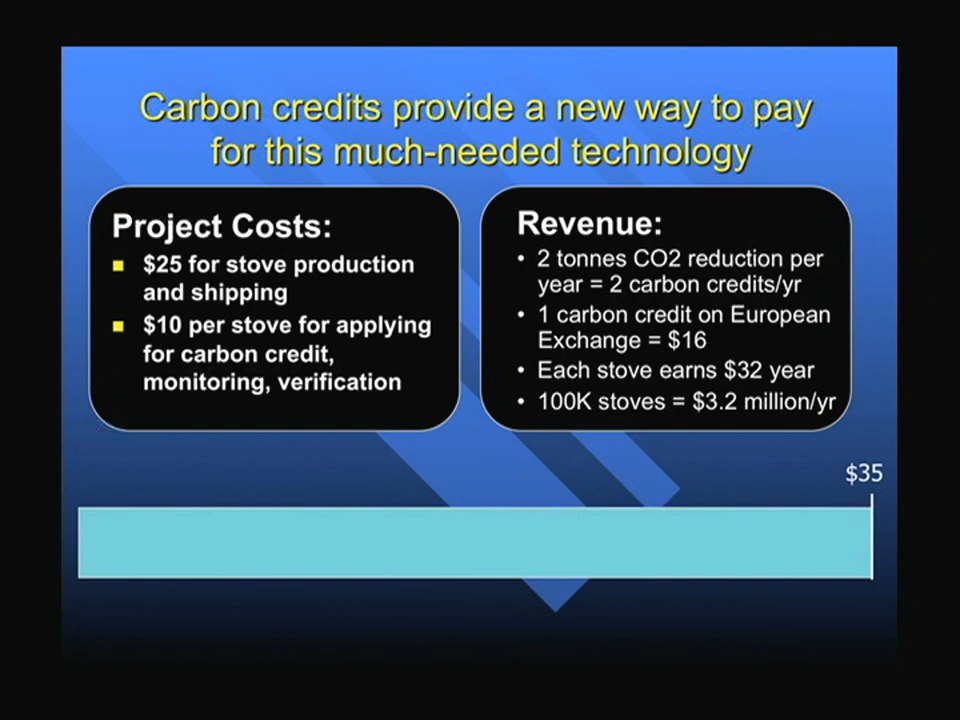 Carbon credits provide a new way to pay
for this much-needed technology
Project Costs:
$25 for stove production
and shipping
$10 per stove for applying
for carbon credit,
monitoring, verification
Revenue:
• 2 tonnes CO2 reduction per
year = 2 carbon credits/yr
• 1 carbon credit on European
Exchange = $16
• Each stove earns $32 year
• 100K stoves = $3.2 million/yr
$35